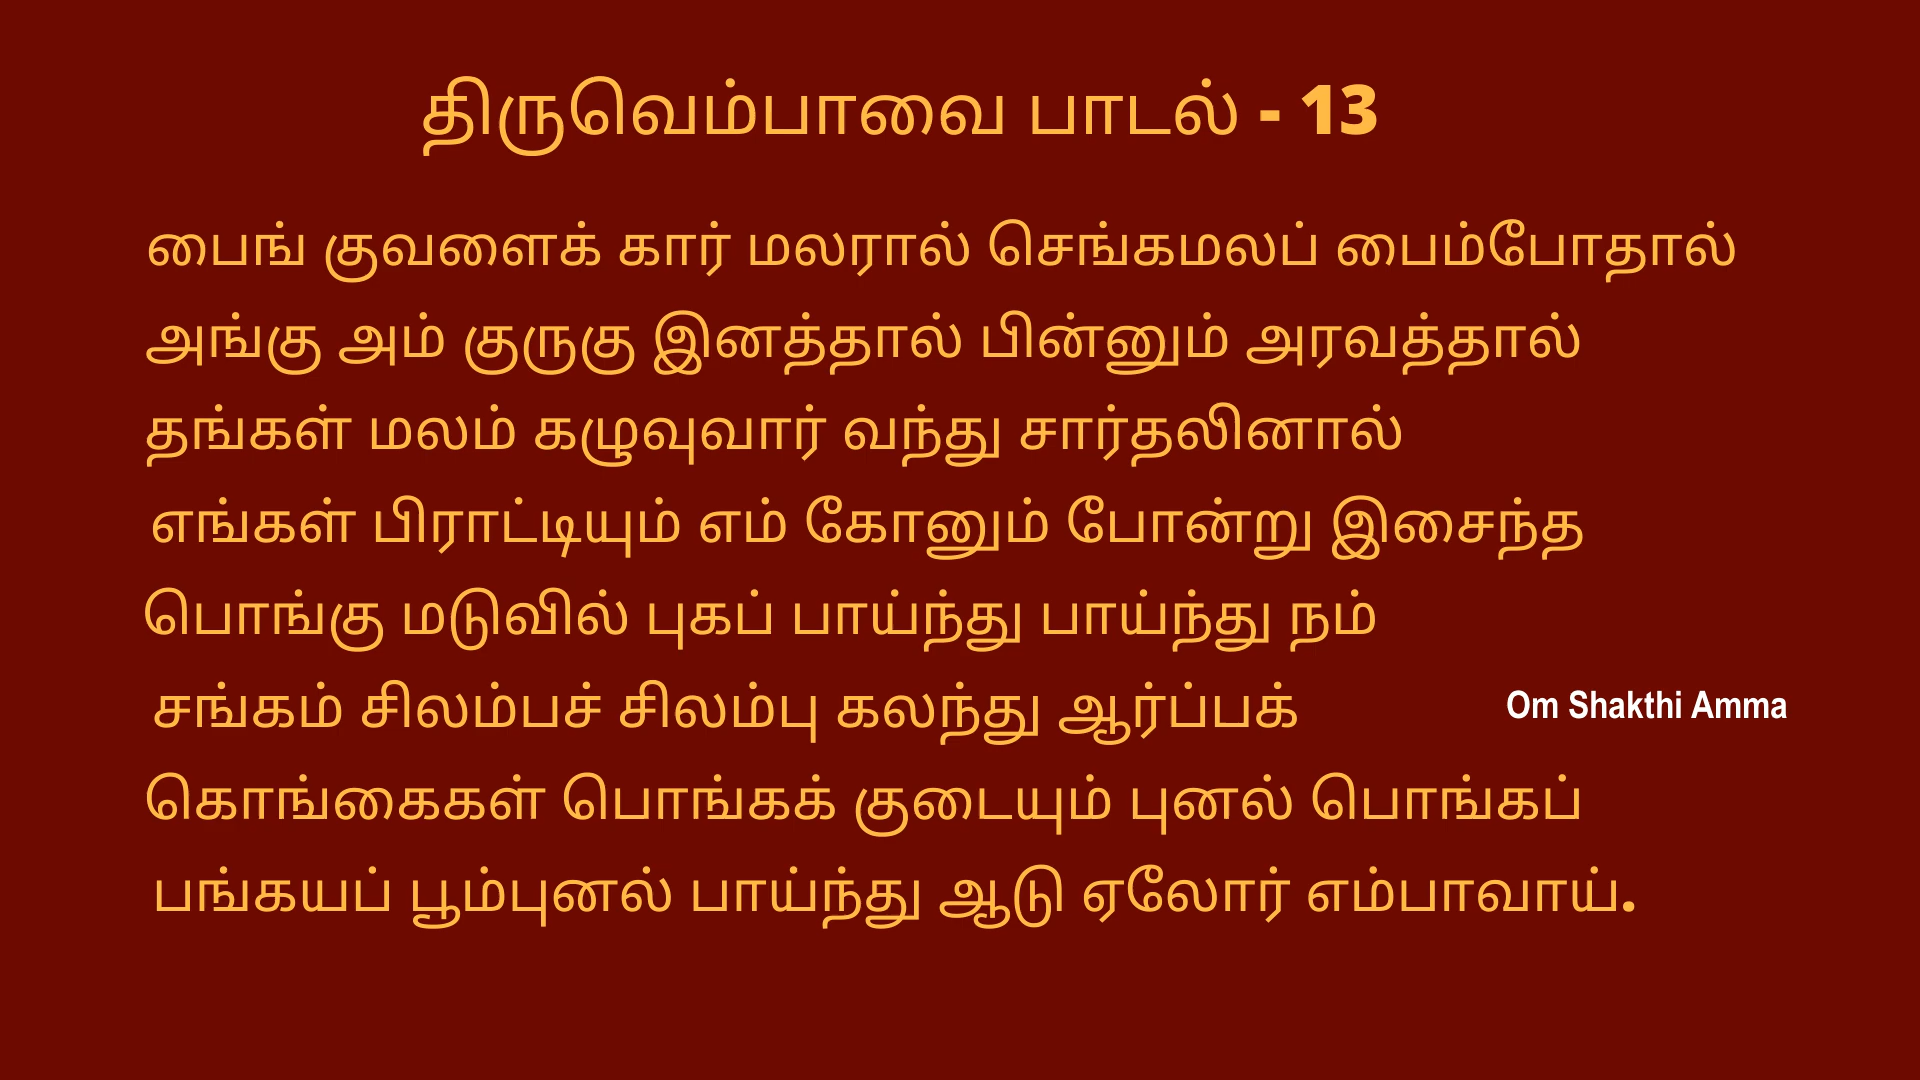 திருவெம்பாவை பாடல் - 13
பைங் குவளைக் கார் மலரால் செங்கமலப் பைம்போதால்
அங்கு அம் குருகு இனத்தால் பின்னும் அரவத்தால்
தங்கள் மலம் கழுவுவார் வந்து சார்தலினால்
எங்கள் பிராட்டியும் எம் கோனும் போன்று இசைந்த
பொங்கு மடுவில் புகப் பாய்ந்து பாய்ந்து நம்
சங்கம் சிலம்பச் சிலம்பு கலந்து ஆர்ப்பக்
Om Shakthi Amma
கொங்கைகள் பொங்கக் குடையும் புனல் பொங்கப்
பங்கயப் பூம்புனல் பாய்ந்து ஆடு ஏலோர் எம்பாவாய்.